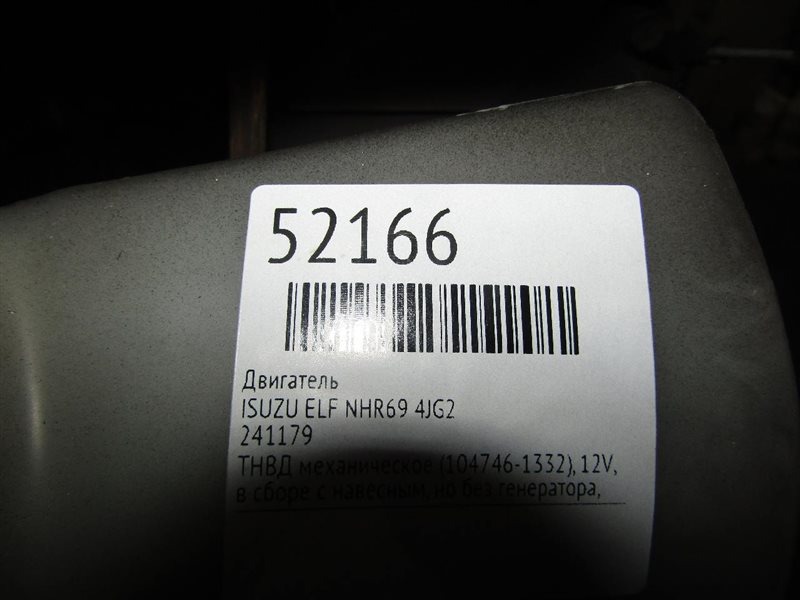 52166
Двигатель
ISUZU ELF NHR69 4JG2
241179
ТНВД механическое (104746-1332), 12V,
в сборе с навесным, но без генератора,